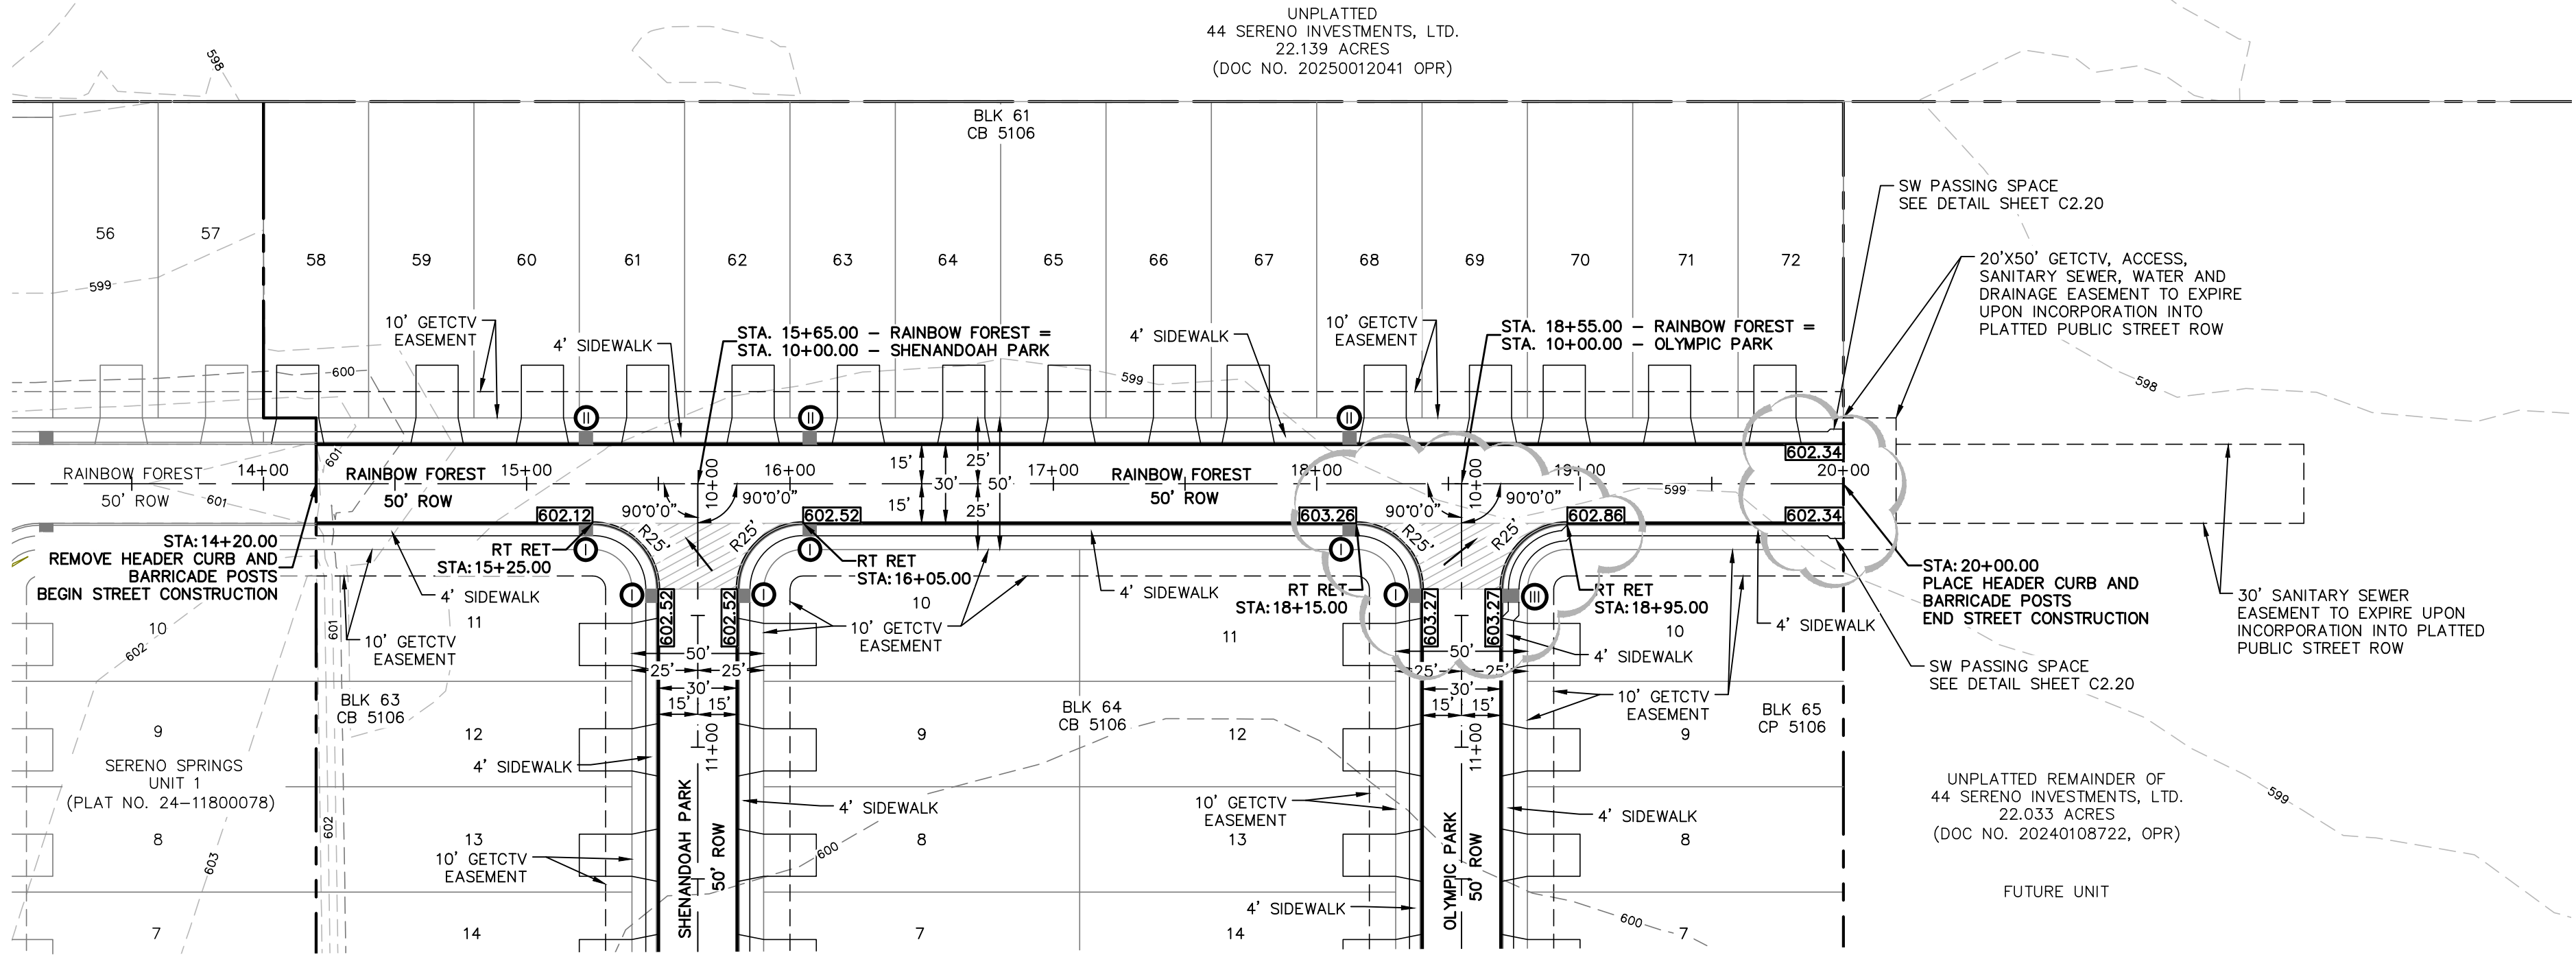 UNPLATTED
44 SERENO INVESTMENTS, LTD.
22.139 ACRES
(DOC NO. 20250012041 OPR)
598
BLK 61
CB 5106
SW PASSING SPACE
SEE DETAIL SHEET C2.20
56
57
58
59
60
61
62
63
64
65
66
67
68
69
70
71
72
20'X50' GETCTV, ACCESS,
SANITARY SEWER, WATER AND
DRAINAGE EASEMENT TO EXPIRE
UPON INCORPORATION INTO
PLATTED PUBLIC STREET ROW
599
10' GETCTV
EASEMENT
4' SIDEWALK
STA. 15+65.00 – RAINBOW FOREST =
STA. 10+00.00 – SHENANDOAH PARK
4' SIDEWALK
10' GETCTV
EASEMENT
STA. 18+55.00 – RAINBOW FOREST =
STA. 10+00.00 – OLYMPIC PARK
600
599
598
II
II
II
601
RAINBOW FOREST
50' ROW
14+00
RAINBOW FOREST
50' ROW
15+00
10+00
16+00
15'
15'
30'
25'
25'
50'
17+00
RAINBOW FOREST
50' ROW
18+00
10+00
19+00
602.34
20+00
601
90°0'0"
90°0'0"
90°0'0"
90°0'0"
599
602.12
R25'
R25'
602.52
603.26
R25'
R25'
602.86
602.34
STA:14+20.00
REMOVE HEADER CURB AND
BARRICADE POSTS
BEGIN STREET CONSTRUCTION
RT RET
STA:15+25.00
I
I
RT RET
STA:16+05.00
I
RT RET
STA:18+15.00
RT RET
STA:18+95.00
STA:20+00.00
PLACE HEADER CURB AND
BARRICADE POSTS
END STREET CONSTRUCTION
4' SIDEWALK
I
I
4' SIDEWALK
I
III
30' SANITARY SEWER
EASEMENT TO EXPIRE UPON
INCORPORATION INTO PLATTED
PUBLIC STREET ROW
602.52
602.52
603.27
603.27
10
601
602
10' GETCTV
EASEMENT
11
10
10' GETCTV
EASEMENT
11
10
4' SIDEWALK
4' SIDEWALK
50'
25'
25'
30'
15'
15'
50'
25'
25'
30'
15'
15'
SW PASSING SPACE
SEE DETAIL SHEET C2.20
BLK 63
CB 5106
BLK 64
CB 5106
10' GETCTV
EASEMENT
BLK 65
CP 5106
9
12
11+00
9
12
11+00
9
SERENO SPRINGS
UNIT 1
(PLAT NO. 24–11800078)
4' SIDEWALK
4' SIDEWALK
10' GETCTV
EASEMENT
4' SIDEWALK
UNPLATTED REMAINDER OF
44 SERENO INVESTMENTS, LTD.
22.033 ACRES
(DOC NO. 20240108722, OPR)
599
602
603
8
13
10' GETCTV
EASEMENT
SHENANDOAH PARK
50' ROW
600
8
13
OLYMPIC PARK
50' ROW
8
FUTURE UNIT
4' SIDEWALK
600
7
14
7
14
7